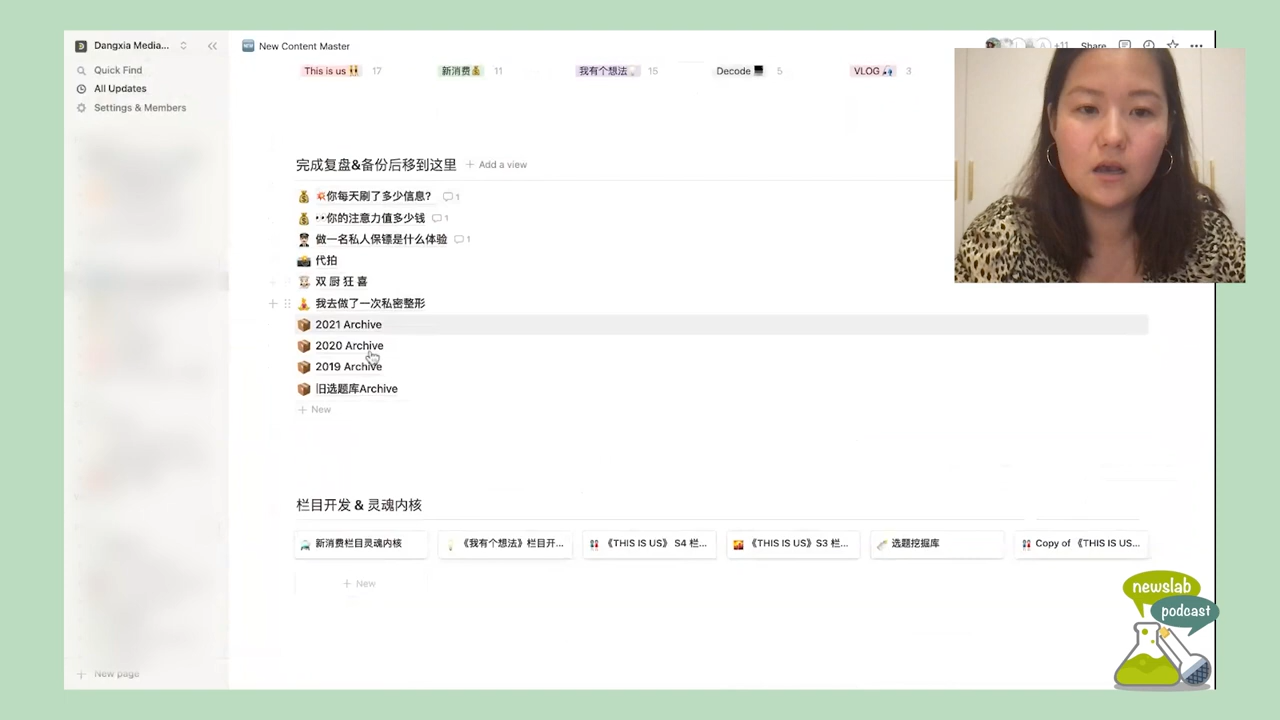 Dangxia Media...
New Content Master
+11
Share
Quick Find
All Updates
Settings & Members
This is us 17
新消费 11
我有个想法 15
Decode 5
VLOG 3
完成复盘&备份后移到这里 + Add a view
你每天刷了多少信息? 1
你的注意力值多少钱 1
做一名私人保镖是什么体验 1
代拍
双 厨 狂 喜
我去做了一次私密整形
2021 Archive
2020 Archive
2019 Archive
旧选题库Archive
+ New
栏目开发 & 灵魂内核
新消费栏目灵魂内核
《我有个想法》栏目开...
《THIS IS US》 S4 栏...
《THIS IS US》S3 栏...
选题挖掘库
Copy of 《THIS IS US...
+ New
+ New page
newslab
podcast